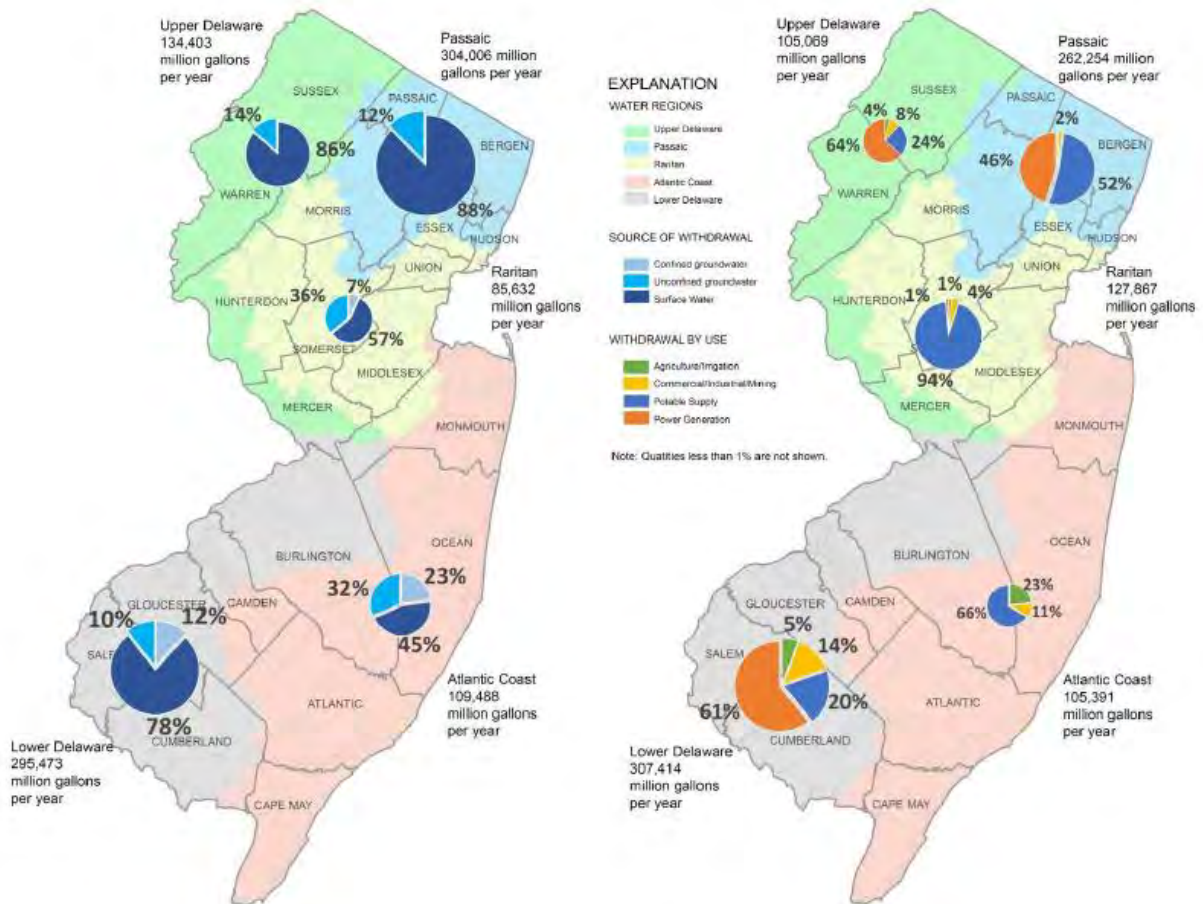 Upper Delaware
134,403
million gallons
per year
Passaic
304,006 million
gallons per year
SUSSEX
PASSAIC
BERGEN
WARREN
MORRIS
ESSEX
HUDSON
UNION
HUNTERDON
SOMERSET
MIDDLESEX
MERCER
MONMOUTH
OCEAN
BURLINGTON
CAMDEN
GLOUCESTER
ATLANTIC
CUMBERLAND
CAPE MAY
14%
86%
12%
88%
36%
7%
57%
32%
23%
45%
10%
12%
78%
Raritan
85,632
million gallons
per year
Atlantic Coast
109,488
million gallons
per year
Lower Delaware
295,473
million gallons
per year
EXPLANATION
WATER REGIONS
Upper Delaware
Passaic
Raritan
Atlantic Coast
Lower Delaware
SOURCE OF WITHDRAWAL
Confined groundwater
Unconfined groundwater
Surface Water
WITHDRAWAL BY USE
Agriculture/Irrigation
Commercial/Industrial/Mining
Potable Supply
Power Generation
Note: Quatities less than 1% are not shown.
Upper Delaware
105,069
million gallons
per year
Passaic
262,254 million
gallons per year
SUSSEX
PASSAIC
BERGEN
WARREN
MORRIS
ESSEX
HUDSON
UNION
HUNTERDON
MIDDLESEX
MERCER
MONMOUTH
OCEAN
BURLINGTON
CAMDEN
GLOUCESTER
SALEM
ATLANTIC
CUMBERLAND
CAPE MAY
4%
8%
24%
64%
2%
46%
52%
1%
1%
4%
94%
23%
11%
66%
5%
14%
20%
61%
Raritan
127,867
million gallons
per year
Atlantic Coast
105,391
million gallons
per year
Lower Delaware
307,414
million gallons
per year